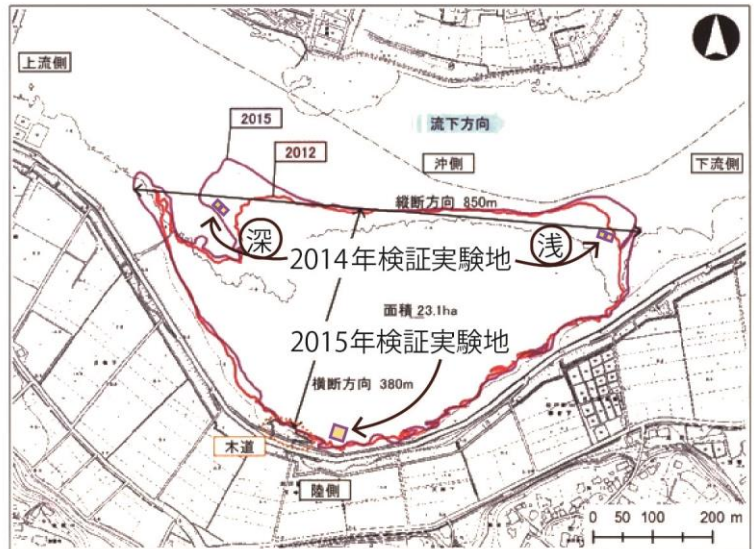 上流側
2015
流下方向
2012
沖側
下流側
縦断方向 850m
深
浅
2014年検証実験地
面積 23.1ha
2015年検証実験地
横断方向 380m
木道
陸側
0 50 100 200 m